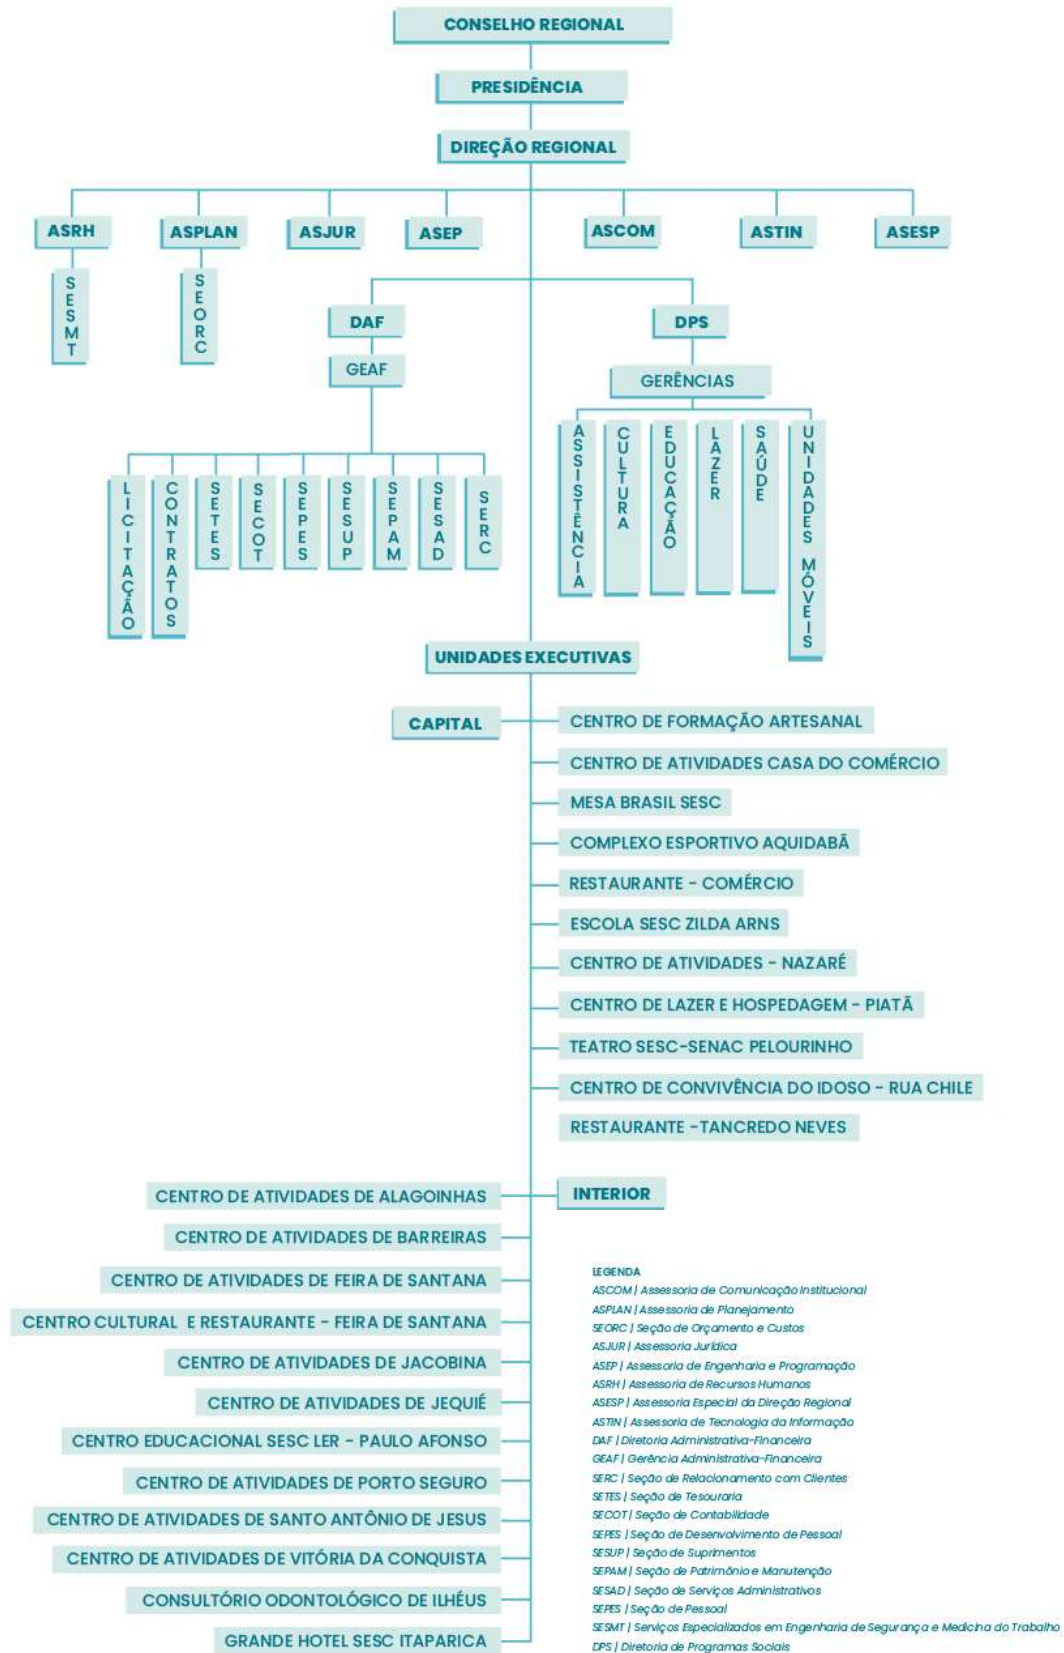 CONSELHO REGIONAL
PRESIDÊNCIA
DIREÇÃO REGIONAL
ASRH
ASPLAN
ASJUR
ASEP
ASCOM
ASTIN
ASESP
SESMT
SEORC
DAF
DPS
GEAF
GERÊNCIAS
LICITAÇÃO
CONTRATOS
SETES
SECOT
SEPES
SESUP
SEPAM
SESAD
SERC
ASSISTÊNCIA
CULTURA
EDUCAÇÃO
LAZER
SAÚDE
UNIDADES MÓVEIS
UNIDADES EXECUTIVAS
CAPITAL
CENTRO DE FORMAÇÃO ARTESANAL
CENTRO DE ATIVIDADES CASA DO COMÉRCIO
MESA BRASIL SESC
COMPLEXO ESPORTIVO AQUIDABÃ
RESTAURANTE - COMÉRCIO
ESCOLA SESC ZILDA ARNS
CENTRO DE ATIVIDADES - NAZARÉ
CENTRO DE LAZER E HOSPEDAGEM - PIATÃ
TEATRO SESC-SENAC PELOURINHO
CENTRO DE CONVIVÊNCIA DO IDOSO - RUA CHILE
RESTAURANTE -TANCREDO NEVES
INTERIOR
CENTRO DE ATIVIDADES DE ALAGOINHAS
CENTRO DE ATIVIDADES DE BARREIRAS
CENTRO DE ATIVIDADES DE FEIRA DE SANTANA
CENTRO CULTURAL E RESTAURANTE - FEIRA DE SANTANA
CENTRO DE ATIVIDADES DE JACOBINA
CENTRO DE ATIVIDADES DE JEQUIÉ
CENTRO EDUCACIONAL SESC LER - PAULO AFONSO
CENTRO DE ATIVIDADES DE PORTO SEGURO
CENTRO DE ATIVIDADES DE SANTO ANTÔNIO DE JESUS
CENTRO DE ATIVIDADES DE VITÓRIA DA CONQUISTA
CONSULTÓRIO ODONTOLÓGICO DE ILHÉUS
GRANDE HOTEL SESC ITAPARICA
LEGENDA
ASCOM | Assessoria de Comunicação Institucional
ASPLAN | Assessoria de Planejamento
SEORC | Seção de Orçamento e Custos
ASJUR | Assessoria Jurídica
ASEP | Assessoria de Engenharia e Programação
ASRH | Assessoria de Recursos Humanos
ASESP | Assessoria Especial da Direção Regional
ASTIN | Assessoria de Tecnologia da Informação
DAF | Diretoria Administrativa-Financeira
GEAF | Gerência Administrativa-Financeira
SERC | Seção de Relacionamento com Clientes
SETES | Seção de Tesouraria
SECOT | Seção de Contabilidade
SEPES | Seção de Desenvolvimento de Pessoal
SESUP | Seção de Suprimentos
SEPAM | Seção de Patrimônio e Manutenção
SESAD | Seção de Serviços Administrativos
SEPES | Seção de Pessoal
SESMT | Serviços Especializados em Engenharia de Segurança e Medicina do Trabalho
DPS | Diretoria de Programas Sociais